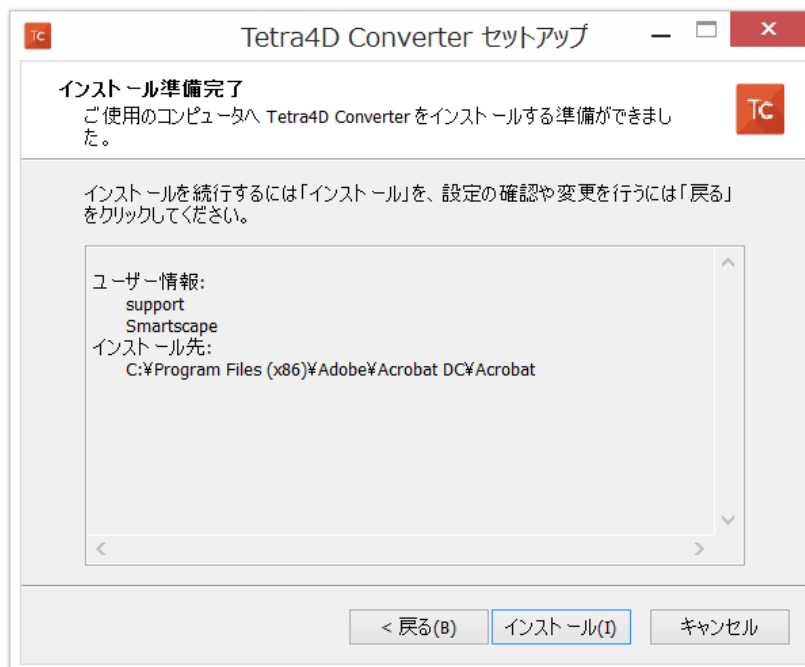 TC
Tetra4D Converter セットアップ
インストール準備完了
ご使用のコンピュータへ Tetra4D Converter をインストールする準備ができまし
た。
TC
インストールを続行するには「インストール」を、設定の確認や変更を行うには「戻る」
をクリックしてください。
ユーザー情報:
support
Smartscape
インストール先:
C:¥Program Files (x86)¥Adobe¥Acrobat DC¥Acrobat
< 戻る(B)
インストール(I)
キャンセル